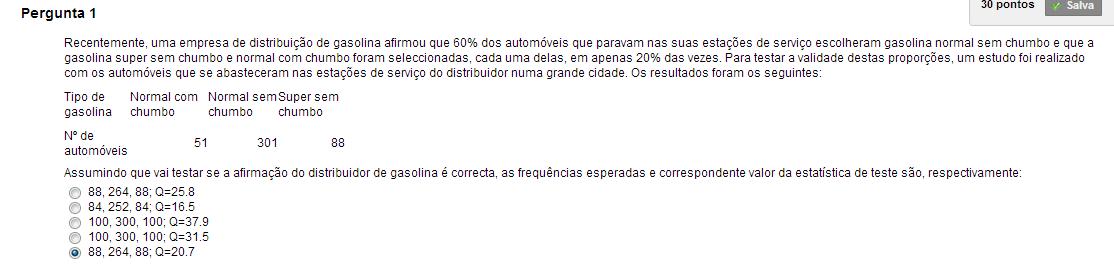 30 pontos Salva
Pergunta 1
Recentemente, uma empresa de distribuição de gasolina afirmou que 60% dos automóveis que paravam nas suas estações de serviço escolheram gasolina normal sem chumbo e que a
gasolina super sem chumbo e normal com chumbo foram seleccionadas, cada uma delas, em apenas 20% das vezes. Para testar a validade destas proporções, um estudo foi realizado
com os automóveis que se abasteceram nas estações de serviço do distribuidor numa grande cidade. Os resultados foram os seguintes:
Tipo de Normal com Normal sem Super sem
gasolina chumbo chumbo chumbo
Nº de
automóveis 51 301 88
Assumindo que vai testar se a afirmação do distribuidor de gasolina é correcta, as frequências esperadas e correspondente valor da estatística de teste são, respectivamente:
88, 264, 88; Q=25.8
84, 252, 84; Q=16.5
100, 300, 100; Q=37.9
100, 300, 100; Q=31.5
88, 264, 88; Q=20.7